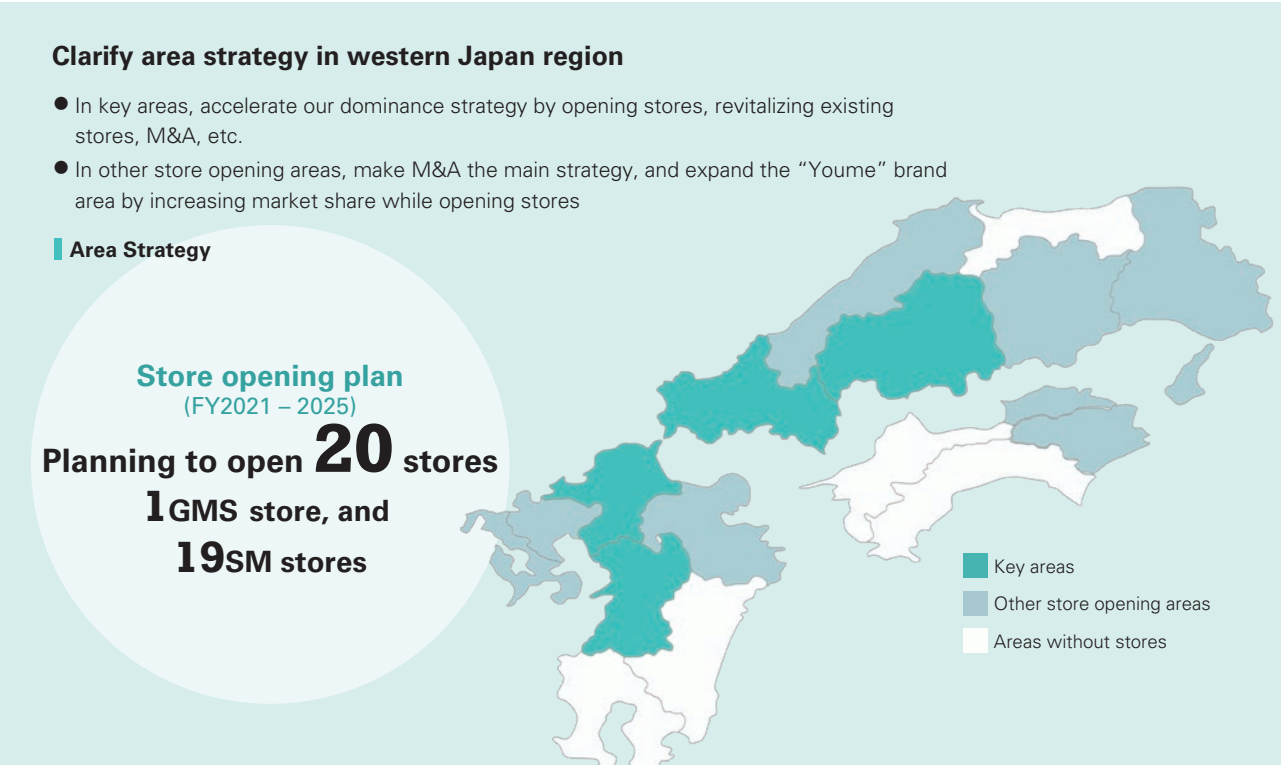 Clarify area strategy in western Japan region
● In key areas, accelerate our dominance strategy by opening stores, revitalizing existing
stores, M&A, etc.
● In other store opening areas, make M&A the main strategy, and expand the “Youme” brand
area by increasing market share while opening stores
Area Strategy
Store opening plan
(FY2021 – 2025)
Planning to open 20 stores
1GMS store, and
19SM stores
Key areas
Other store opening areas
Areas without stores